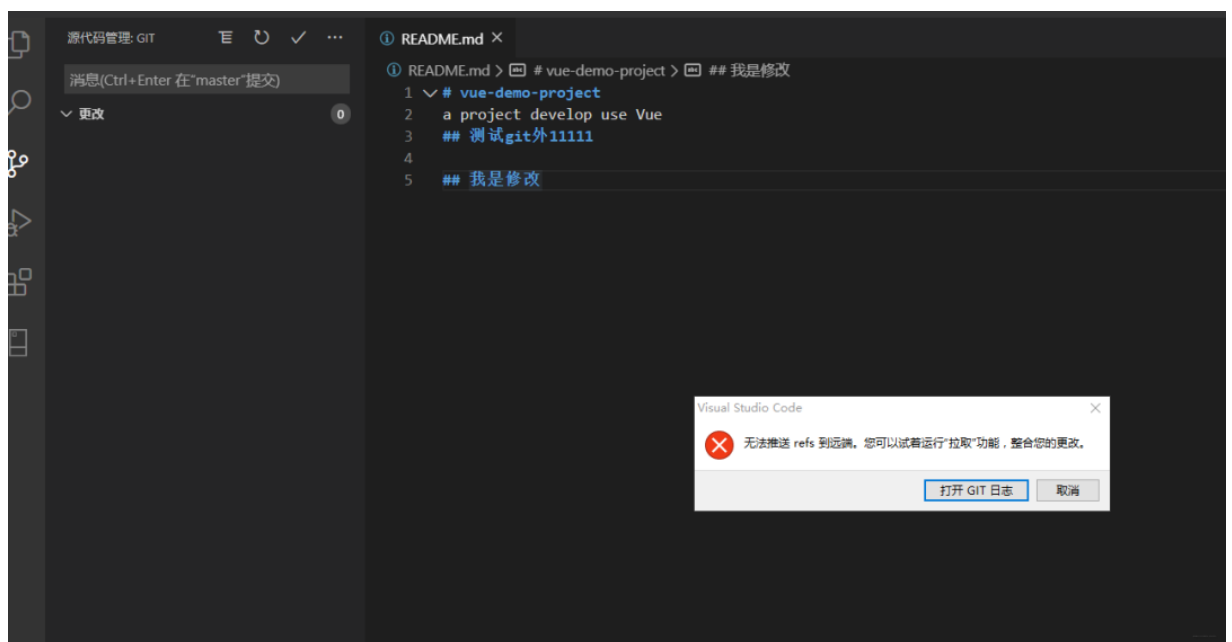 源代码管理: GIT
消息(Ctrl+Enter 在"master"提交)
更改 0
README.md
README.md > # vue-demo-project > ## 我是修改
1 # vue-demo-project
2 a project develop use Vue
3 ## 测试git外11111
4
5 ## 我是修改
Visual Studio Code
无法推送 refs 到远端。您可以试着运行"拉取"功能，整合您的更改。
打开 GIT 日志 取消